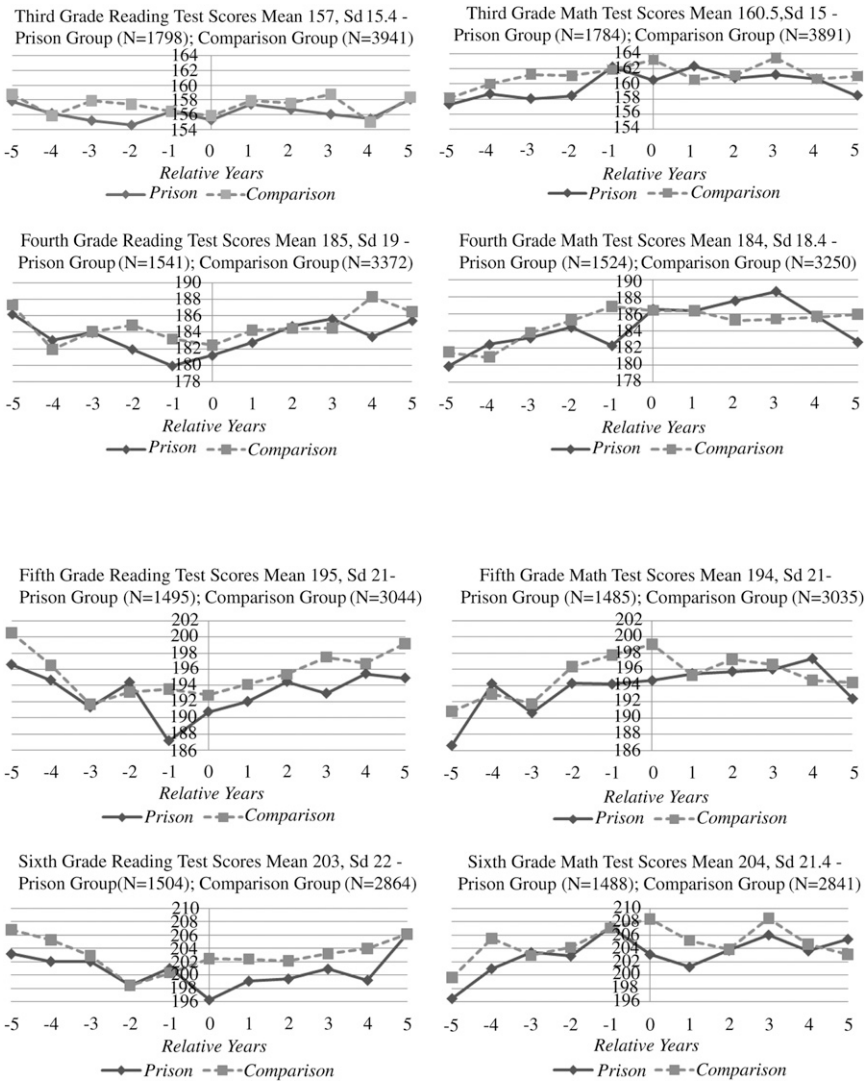 Third Grade Reading Test Scores Mean 157, Sd 15.4 -
Prison Group (N=1798); Comparison Group (N=3941)
164
162
160
158
156
154
-5 -4 -3 -2 -1 0 1 2 3 4 5
Relative Years
Prison Comparison
Third Grade Math Test Scores Mean 160.5,Sd 15 -
Prison Group (N=1784); Comparison Group (N=3891)
164
162
160
158
156
154
-5 -4 -3 -2 -1 0 1 2 3 4 5
Relative Years
Prison Comparison
Fourth Grade Reading Test Scores Mean 185, Sd 19 -
Prison Group (N=1541); Comparison Group (N=3372)
190
188
186
184
182
180
178
-5 -4 -3 -2 -1 0 1 2 3 4 5
Relative Years
Prison Comparison
Fourth Grade Math Test Scores Mean 184, Sd 18.4 -
Prison Group (N=1524); Comparison Group (N=3250)
190
188
186
184
182
180
178
-5 -4 -3 -2 -1 0 1 2 3 4 5
Relative Years
Prison Comparison
Fifth Grade Reading Test Scores Mean 195, Sd 21-
Prison Group (N=1495); Comparison Group (N=3044)
202
200
198
196
194
192
190
188
186
-5 -4 -3 -2 -1 0 1 2 3 4 5
Relative Years
Prison Comparison
Fifth Grade Math Test Scores Mean 194, Sd 21-
Prison Group (N=1485); Comparison Group (N=3035)
202
200
198
196
194
192
190
188
186
-5 -4 -3 -2 -1 0 1 2 3 4 5
Relative Years
Prison Comparison
Sixth Grade Reading Test Scores Mean 203, Sd 22 -
Prison Group(N=1504); Comparison Group (N=2864)
210
208
206
204
202
200
198
196
-5 -4 -3 -2 -1 0 1 2 3 4 5
Relative Years
Prison Comparison
Sixth Grade Math Test Scores Mean 204, Sd 21.4 -
Prison Group (N=1488); Comparison Group (N=2841)
210
208
206
204
202
200
198
196
-5 -4 -3 -2 -1 0 1 2 3 4 5
Relative Years
Prison Comparison